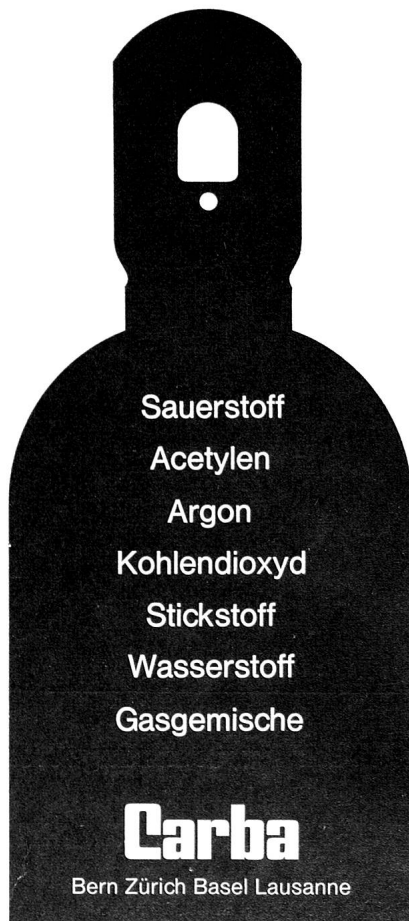 Sauerstoff
Acetylen
Argon
Kohlendioxyd
Stickstoff
Wasserstoff
Gasgemische
Carba
Bern Zürich Basel Lausanne